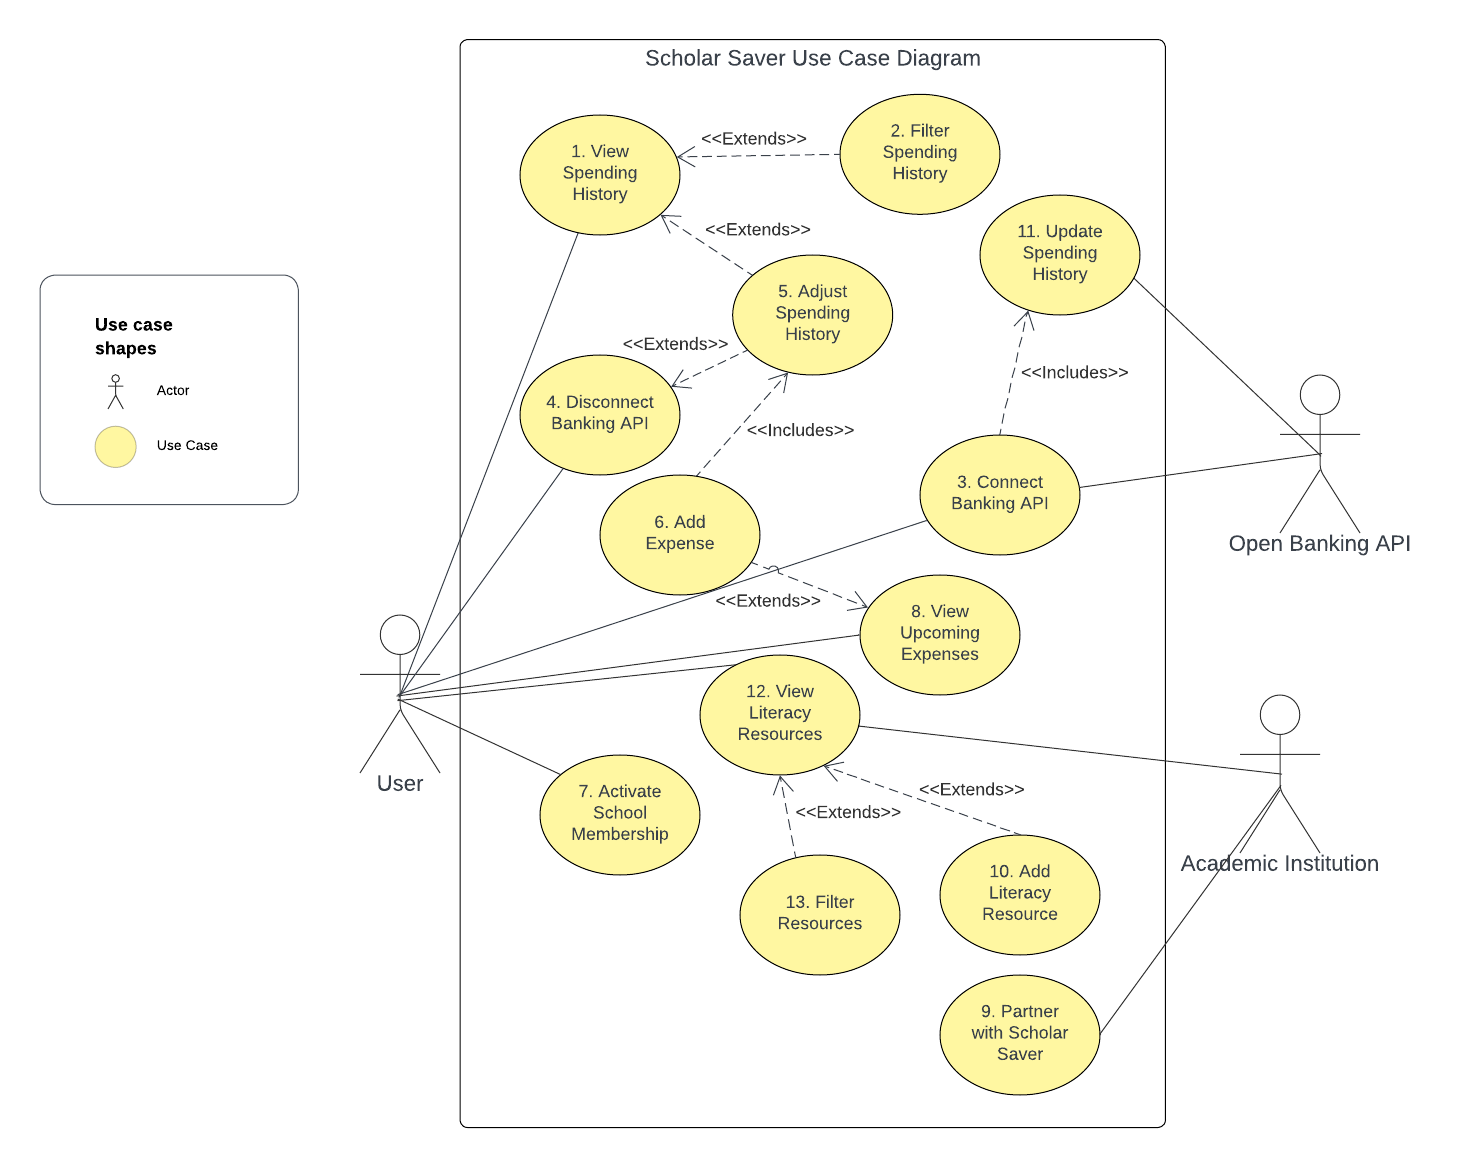 Scholar Saver Use Case Diagram
1. View
Spending
History
<<Extends>>
2. Filter
Spending
History
<<Extends>>
11. Update
Spending
History
5. Adjust
Spending
History
Use case
shapes
Actor
Use Case
<<Extends>>
4. Disconnect
Banking API
<<Includes>>
<<Includes>>
3. Connect
Banking API
6. Add
Expense
Open Banking API
<<Extends>>
8. View
Upcoming
Expenses
12. View
Literacy
Resources
User
7. Activate
School
Membership
<<Extends>>
<<Extends>>
Academic Institution
13. Filter
Resources
10. Add
Literacy
Resource
9. Partner
with Scholar
Saver